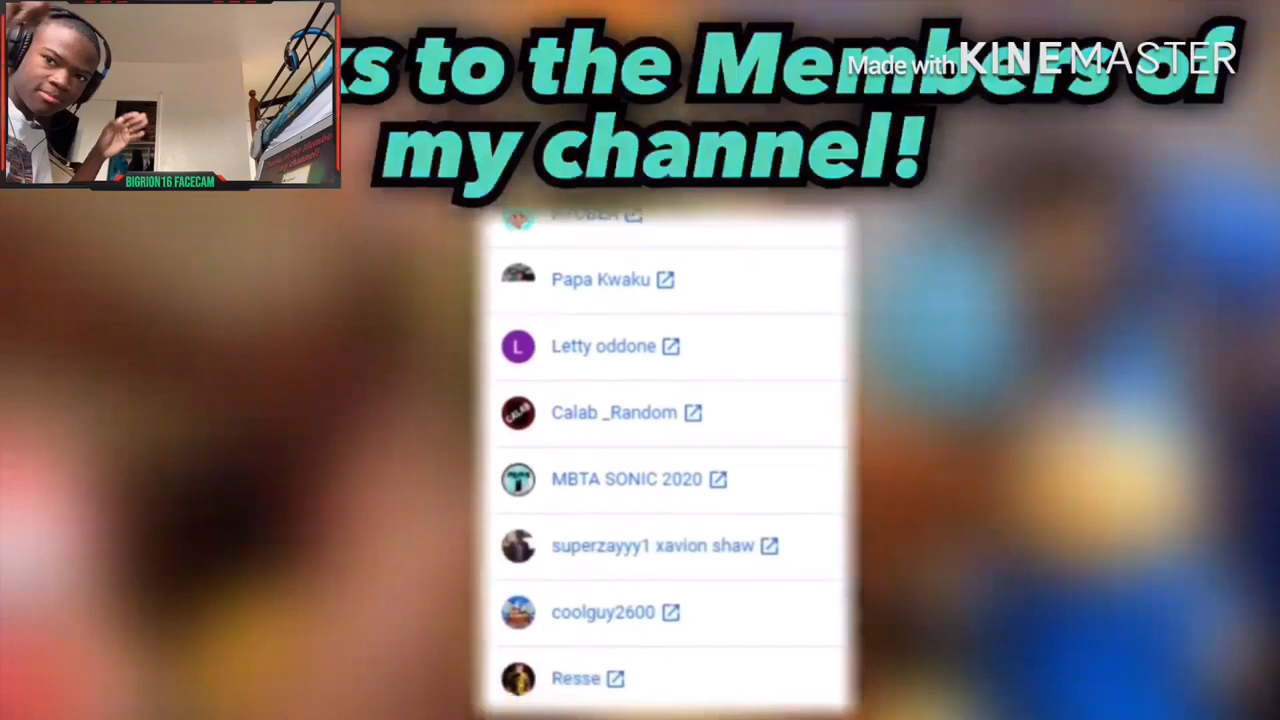 ks to the Members of
my channel!
Made with KINEMASTER
BIGRION16 FACECAM
Papa Kwaku
L
Letty oddone
CALAB
Calab _Random
MBTA SONIC 2020
superzayyy1 xavion shaw
coolguy2600
Resse